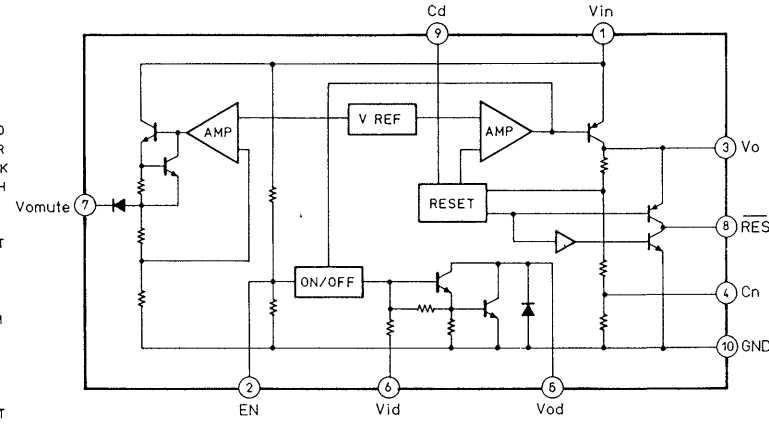 Cd Vin
9 1
AMP V REF AMP
3 Vo
RESET
Vomute 7
8 RES
ON/OFF
4 Cn
10 GND
2 6 5
EN Vid Vod
O
R
K
H
T
M
T